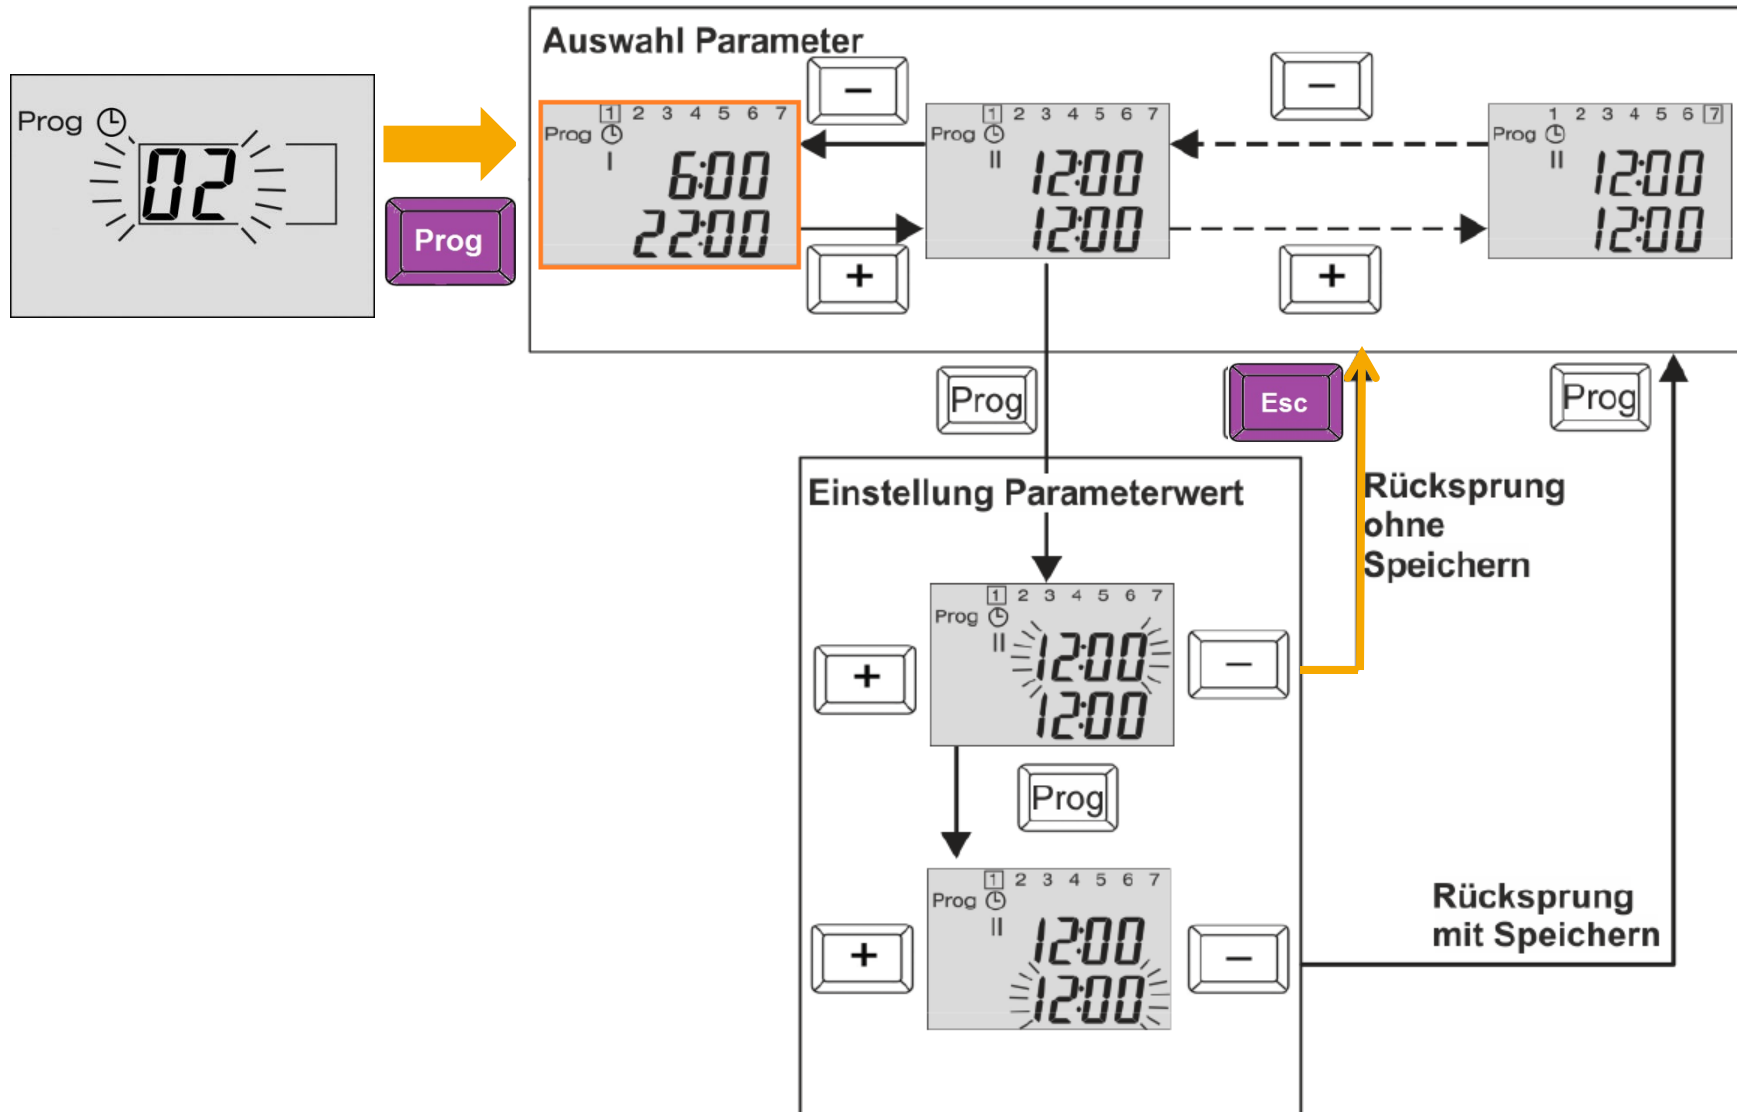 Auswahl Parameter
Prog
02
Prog
−
−
1 2 3 4 5 6 7
Prog
I
6:00
22:00
1 2 3 4 5 6 7
Prog
II
12:00
12:00
1 2 3 4 5 6 7
Prog
II
12:00
12:00
+
+
Prog
Esc
Prog
Einstellung Parameterwert
Rücksprung
ohne
Speichern
1 2 3 4 5 6 7
Prog
II
12:00
12:00
+
−
Prog
1 2 3 4 5 6 7
Prog
II
12:00
12:00
+
−
Rücksprung
mit Speichern